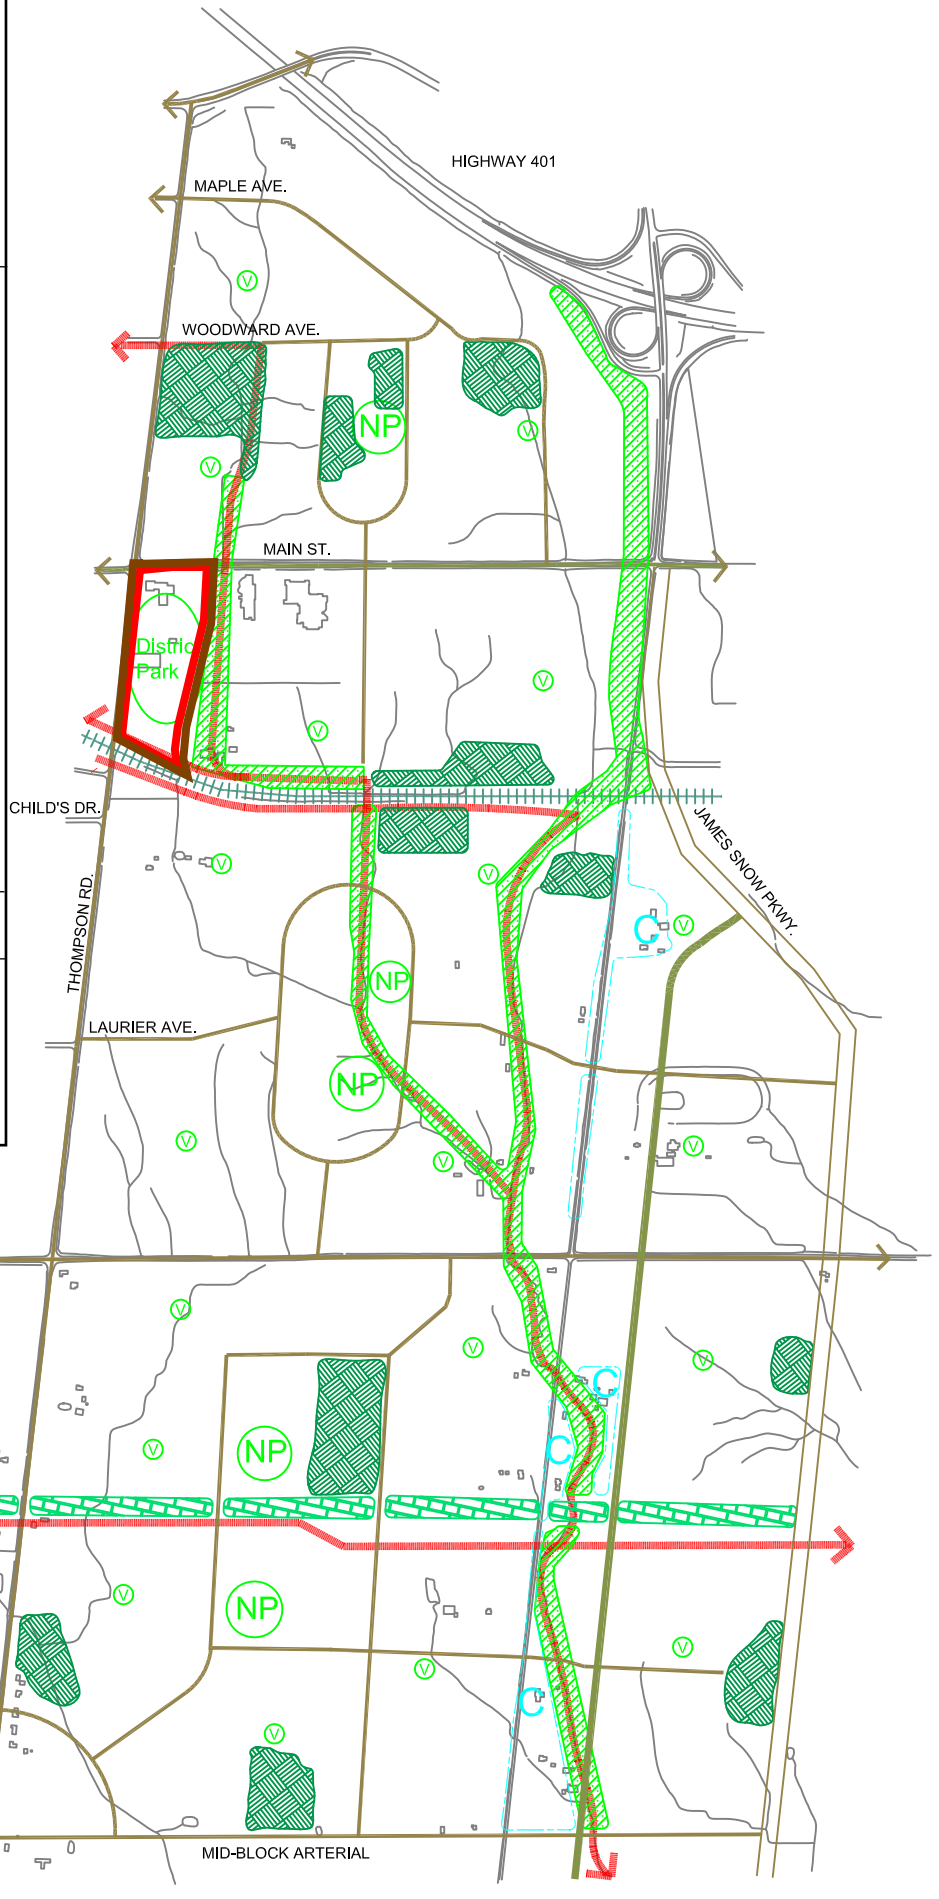 HIGHWAY 401
MAPLE AVE.
V
WOODWARD AVE.
NP
V
V
MAIN ST.
Distric
Park
V
V
CHILD'S DR.
JAMES SNOW PKWY.
V
V
THOMPSON RD.
C
V
NP
LAURIER AVE.
NP
V
V
V
V
V
V
C
NP
V
C
V
NP
V
V
C
V
MID-BLOCK ARTERIAL